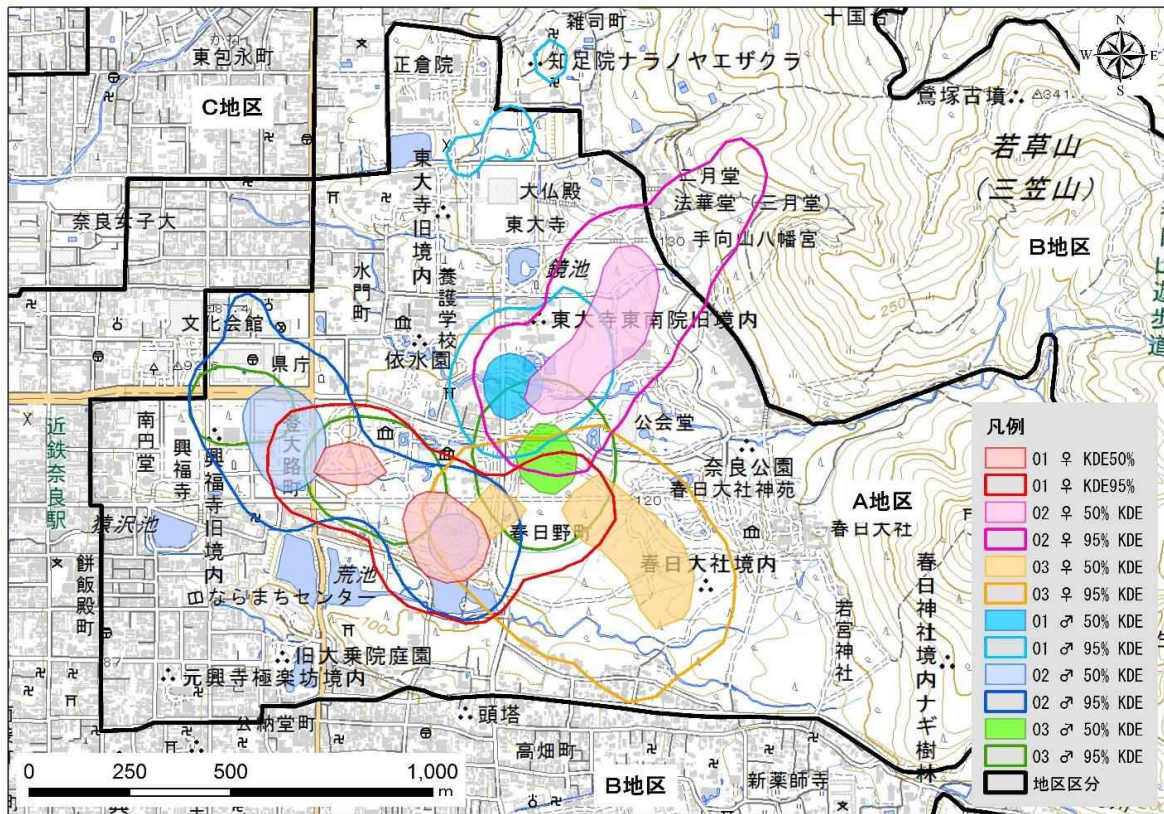 雑司町
十国台
N
W
E
S
かね
東包永町
正倉院
知足院ナラノヤエザクラ
C地区
鶯塚古墳
341
若草山
（三笠山）
東大寺旧境内
大仏殿
東大寺
二月堂
法華堂（三月堂）
手向山八幡宮
奈良女子大
130
B地区
鏡池
水門町
養護学校
250
遊歩道
文化会館
東大寺東南院旧境内
依水園
県庁
近鉄奈良駅
南円堂
興福寺
興福寺旧境内
登大路町
公会堂
奈良公園
春日大社神苑
120
A地区
春日大社
猿沢池
春日野町
春日大社境内
餅飯殿町
荒池
ならまちセンター
100
若宮神社
春日神社境内ナギ樹林
旧大乗院庭園
87
元興寺極楽坊境内
公納堂町
頭塔
高畑町
新薬師寺
B地区
0 250 500 1,000
m
凡例
01 ♀ KDE50%
01 ♀ KDE95%
02 ♀ 50% KDE
02 ♀ 95% KDE
03 ♀ 50% KDE
03 ♀ 95% KDE
01 ♂ 50% KDE
01 ♂ 95% KDE
02 ♂ 50% KDE
02 ♂ 95% KDE
03 ♂ 50% KDE
03 ♂ 95% KDE
地区区分